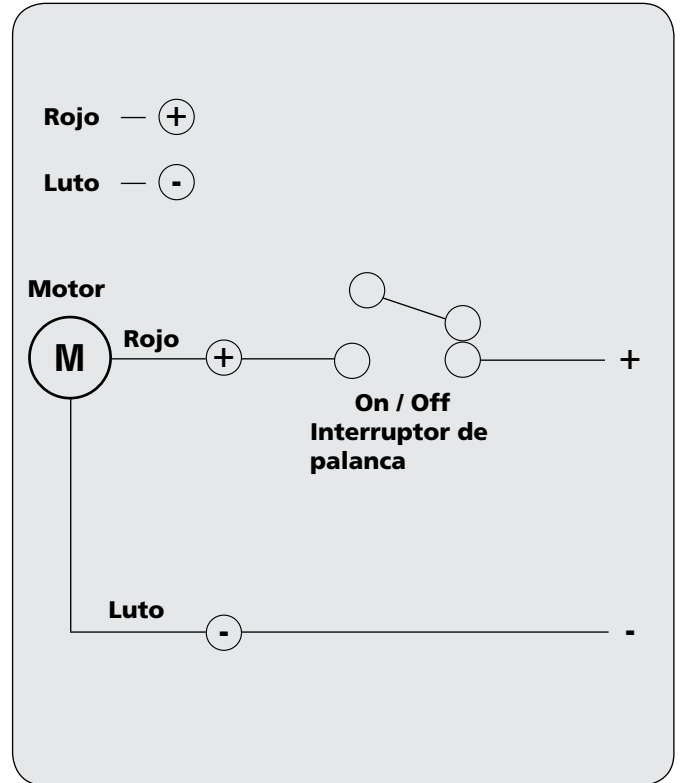 Rojo — +
Luto — -
Motor
M
Rojo
+
+
On / Off
Interruptor de
palanca
Luto
-
-